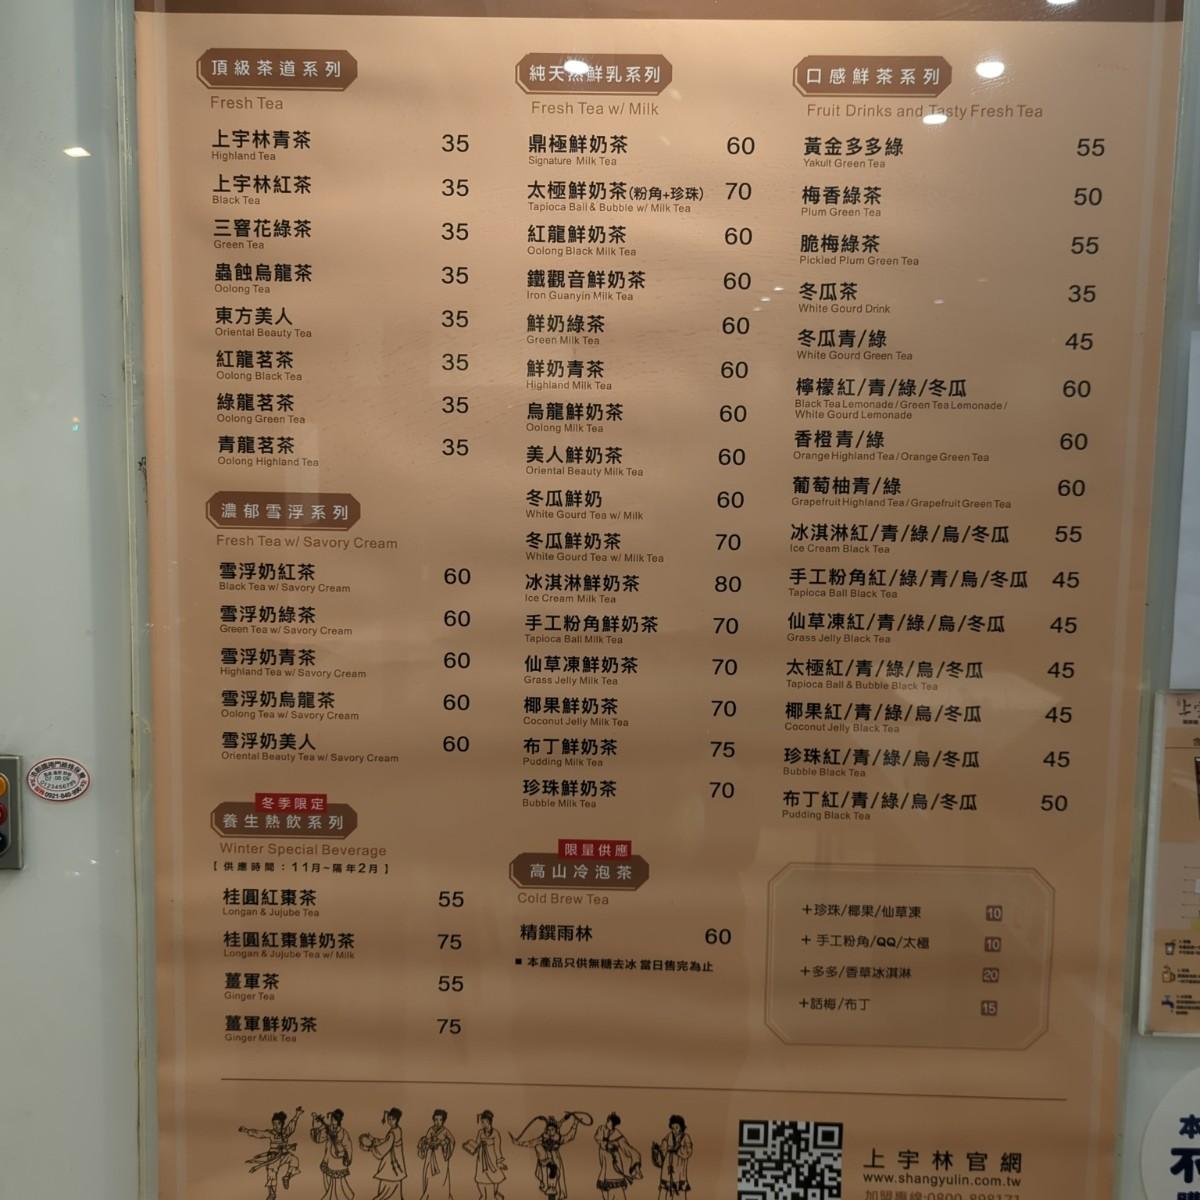 頂級茶道系列
Fresh Tea
上宇林青茶 35
Highland Tea
上宇林紅茶 35
Black Tea
三窨花綠茶 35
Green Tea
蟲蝕烏龍茶 35
Oolong Tea
東方美人 35
Oriental Beauty Tea
紅龍茗茶 35
Oolong Black Tea
綠龍茗茶 35
Oolong Green Tea
青龍茗茶 35
Oolong Highland Tea
濃郁雪浮系列
Fresh Tea w/ Savory Cream
雪浮奶紅茶 60
Black Tea w/ Savory Cream
雪浮奶綠茶 60
Green Tea w/ Savory Cream
雪浮奶青茶 60
Highland Tea w/ Savory Cream
雪浮奶烏龍茶 60
Oolong Tea w/ Savory Cream
雪浮奶美人 60
Oriental Beauty Tea w/ Savory Cream
冬季限定
養生熱飲系列
Winter Special Beverage
【供應時間：11月~隔年2月】
桂圓紅棗茶 55
Longan & Jujube Tea
桂圓紅棗鮮奶茶 75
Longan & Jujube Tea w/ Milk
薑軍茶 55
Ginger Tea
薑軍鮮奶茶 75
Ginger Milk Tea
純天然鮮乳系列
Fresh Tea w/ Milk
鼎極鮮奶茶 60
Signature Milk Tea
太極鮮奶茶(粉角+珍珠) 70
Tapioca Ball & Bubble w/ Milk Tea
紅龍鮮奶茶 60
Oolong Black Milk Tea
鐵觀音鮮奶茶 60
Iron Guanyin Milk Tea
鮮奶綠茶 60
Green Milk Tea
鮮奶青茶 60
Highland Milk Tea
烏龍鮮奶茶 60
Oolong Milk Tea
美人鮮奶茶 60
Oriental Beauty Milk Tea
冬瓜鮮奶 60
White Gourd Tea w/ Milk
冬瓜鮮奶茶 70
White Gourd Tea w/ Milk Tea
冰淇淋鮮奶茶 80
Ice Cream Milk Tea
手工粉角鮮奶茶 70
Tapioca Ball Milk Tea
仙草凍鮮奶茶 70
Grass Jelly Milk Tea
椰果鮮奶茶 70
Coconut Jelly Milk Tea
布丁鮮奶茶 75
Pudding Milk Tea
珍珠鮮奶茶 70
Bubble Milk Tea
限量供應
高山冷泡茶
Cold Brew Tea
精饌雨林 60
■ 本產品只供無糖去冰 當日售完為止
口感鮮茶系列
Fruit Drinks and Tasty Fresh Tea
黃金多多綠 55
Yakult Green Tea
梅香綠茶 50
Plum Green Tea
脆梅綠茶 55
Pickled Plum Green Tea
冬瓜茶 35
White Gourd Drink
冬瓜青/綠 45
White Gourd Green Tea
檸檬紅/青/綠/冬瓜 60
Black Tea Lemonade / Green Tea Lemonade /
White Gourd Lemonade
香橙青/綠 60
Orange Highland Tea / Orange Green Tea
葡萄柚青/綠 60
Grapefruit Highland Tea / Grapefruit Green Tea
冰淇淋紅/青/綠/烏/冬瓜 55
Ice Cream Black Tea
手工粉角紅/綠/青/烏/冬瓜 45
Tapioca Ball Black Tea
仙草凍紅/青/綠/烏/冬瓜 45
Grass Jelly Black Tea
太極紅/青/綠/烏/冬瓜 45
Tapioca Ball & Bubble Black Tea
椰果紅/青/綠/烏/冬瓜 45
Coconut Jelly Black Tea
珍珠紅/青/綠/烏/冬瓜 45
Bubble Black Tea
布丁紅/青/綠/烏/冬瓜 50
Pudding Black Tea
+珍珠/椰果/仙草凍 10
+ 手工粉角/QQ/太極 10
+多多/香草冰淇淋 20
+話梅/布丁 15
上宇林官網
www.shangyulin.com.tw
加盟專線:0800-898171